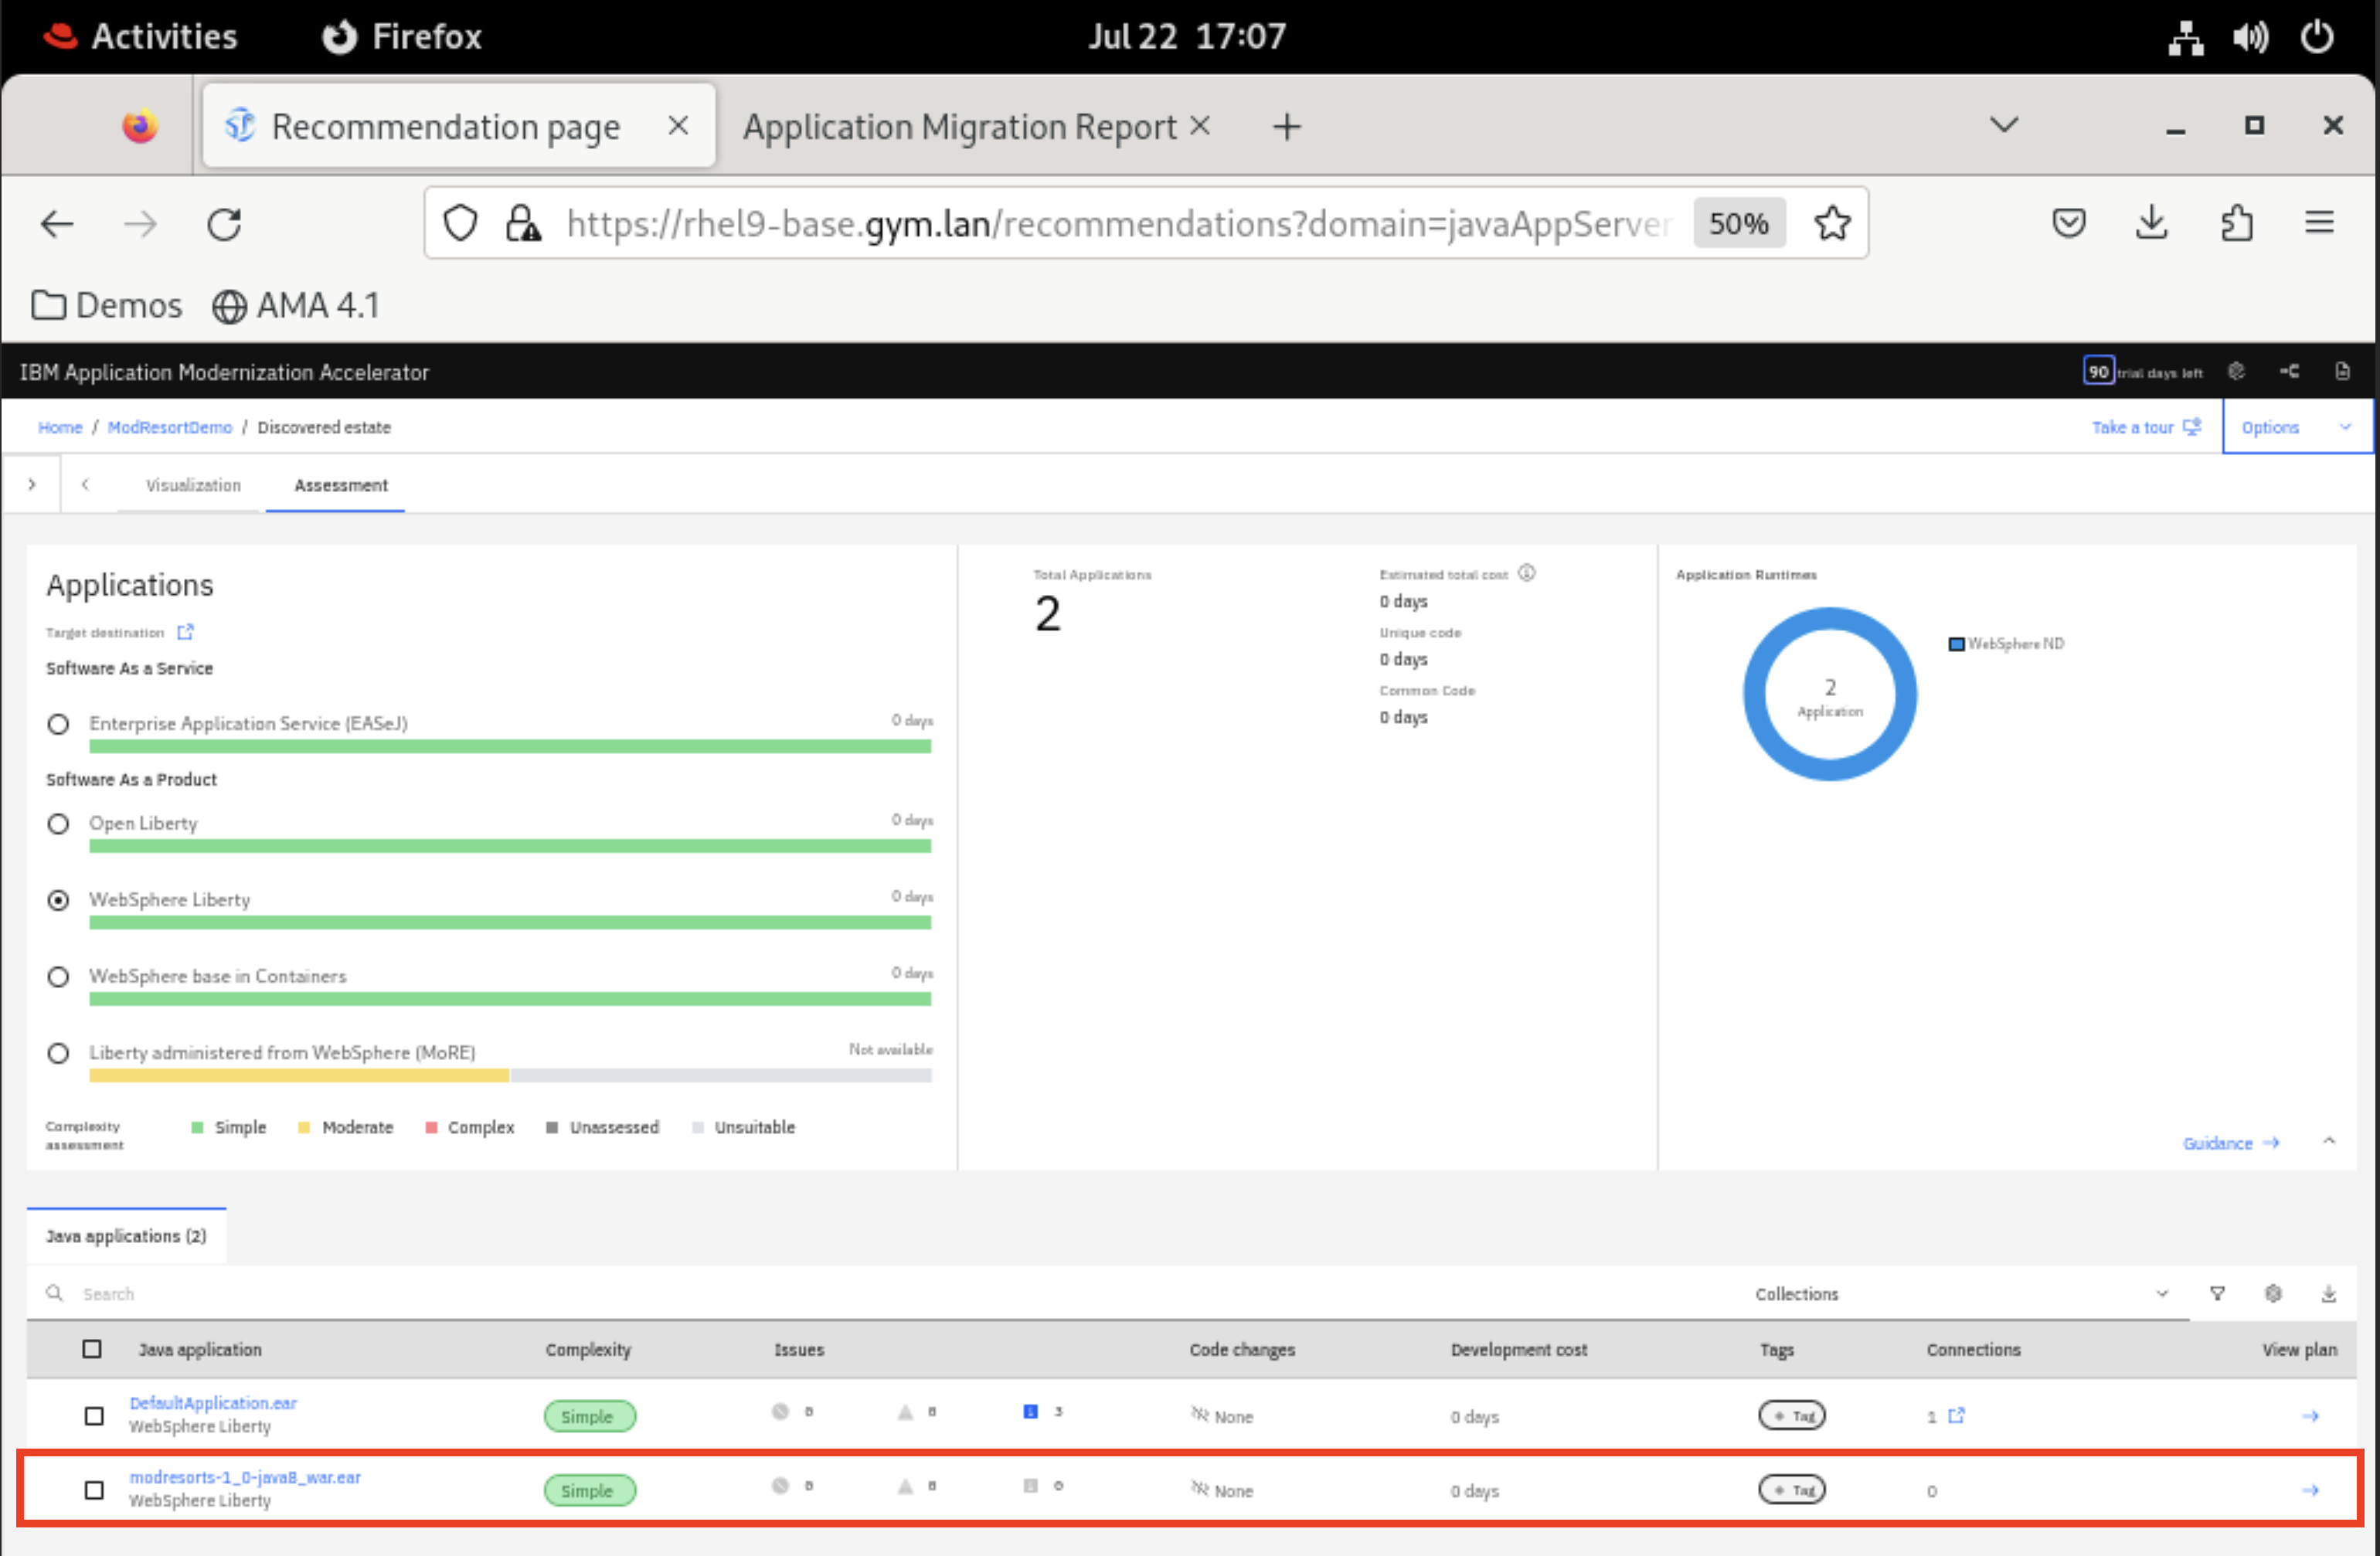 Activities
Firefox
Jul 22 17:07
Recommendation page
Application Migration Report
https://rhel9-base.gym.lan/recommendations?domain=javaAppServer
50%
Demos
AMA 4.1
IBM Application Modernization Accelerator
90 trial days left
Home / ModResortDemo / Discovered estate
Take a tour
Options
Visualization
Assessment
Applications
Target destination
Software As a Service
Enterprise Application Service (EASeJ)
0 days
Software As a Product
Open Liberty
0 days
WebSphere Liberty
0 days
WebSphere base in Containers
0 days
Liberty administered from WebSphere (MoRE)
Not available
Complexity
assessment
Simple
Moderate
Complex
Unassessed
Unsuitable
Total Applications
2
Estimated total cost
0 days
Unique code
0 days
Common Code
0 days
Application Runtimes
2
Application
WebSphere ND
Guidance
Java applications (2)
Search
Collections
Java application
Complexity
Issues
Code changes
Development cost
Tags
Connections
View plan
DefaultApplication.ear
WebSphere Liberty
Simple
0
0
3
None
0 days
+ Tag
1
modresorts-1_0-java8_war.ear
WebSphere Liberty
Simple
0
0
0
None
0 days
+ Tag
0